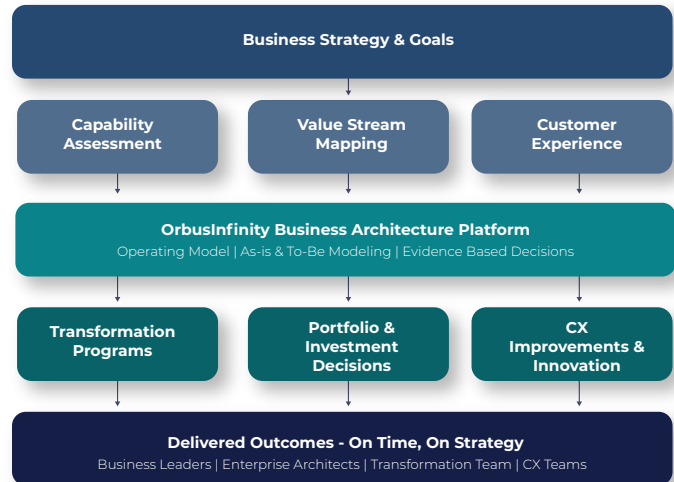 Business Strategy & Goals
Capability
Assessment
Value Stream
Mapping
Customer
Experience
OrbusInfinity Business Architecture Platform
Operating Model | As-is & To-Be Modeling | Evidence Based Decisions
Transformation
Programs
Portfolio &
Investment
Decisions
CX
Improvements &
Innovation
Delivered Outcomes - On Time, On Strategy
Business Leaders | Enterprise Architects | Transformation Team | CX Teams